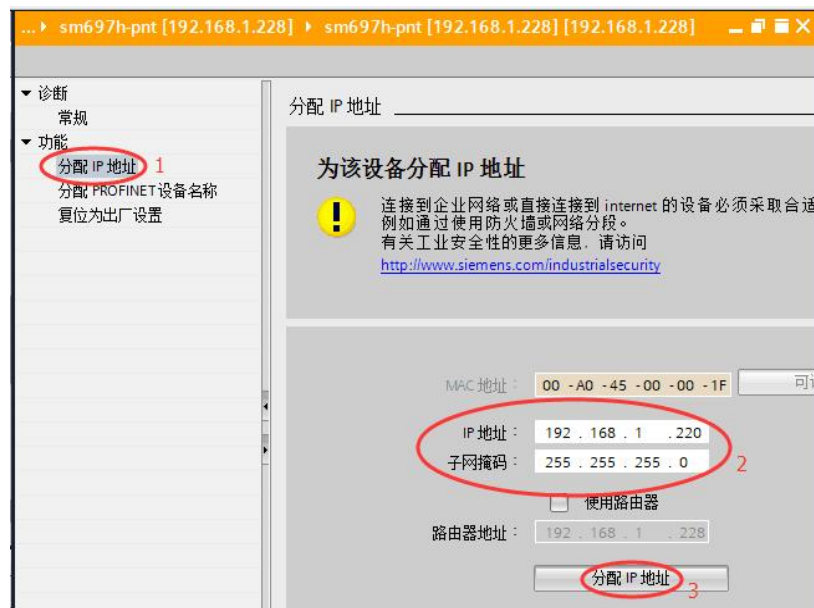 ...▶ sm697h-pnt [192.168.1.228] ▶ sm697h-pnt [192.168.1.228] [192.168.1.228]
诊断
常规
功能
分配 IP 地址 1
分配 PROFINET 设备名称
复位为出厂设置
分配 IP 地址
为该设备分配 IP 地址
连接到企业网络或直接连接到 internet 的设备必须采取合适
例如通过使用防火墙或网络分段。
有关工业安全性的更多信息，请访问
http://www.siemens.com/industrialsecurity
MAC 地址： 00 -A0 -45 -00 -00 -1F 可
IP 地址： 192 . 168 . 1 . 220
子网掩码： 255 . 255 . 255 . 0 2
使用路由器
路由器地址： 192 . 168 . 1 . 228
分配 IP 地址 3